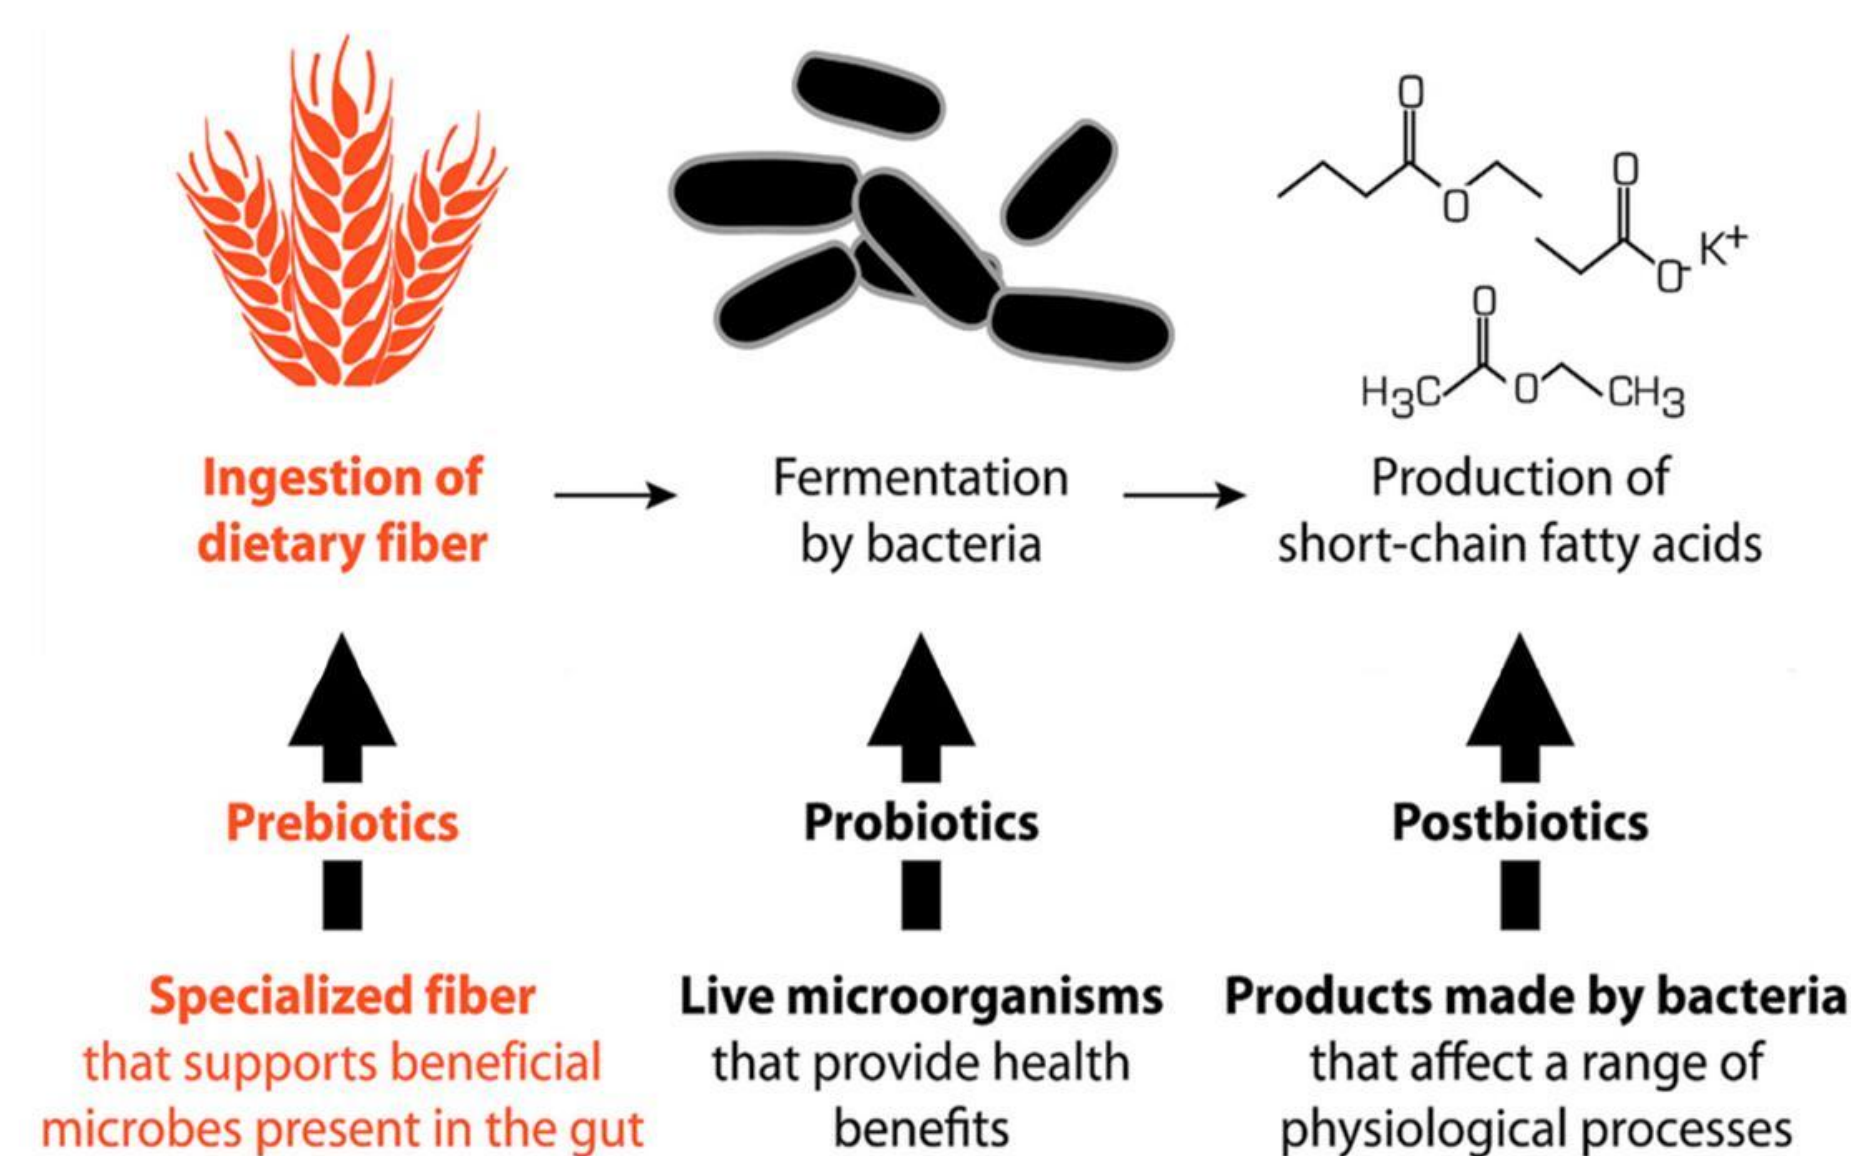 O
O
O
O- K+
O
H3C O CH3
Ingestion of
dietary fiber
Fermentation
by bacteria
Production of
short-chain fatty acids
Prebiotics
Probiotics
Postbiotics
Specialized fiber
that supports beneficial
microbes present in the gut
Live microorganisms
that provide health
benefits
Products made by bacteria
that affect a range of
physiological processes